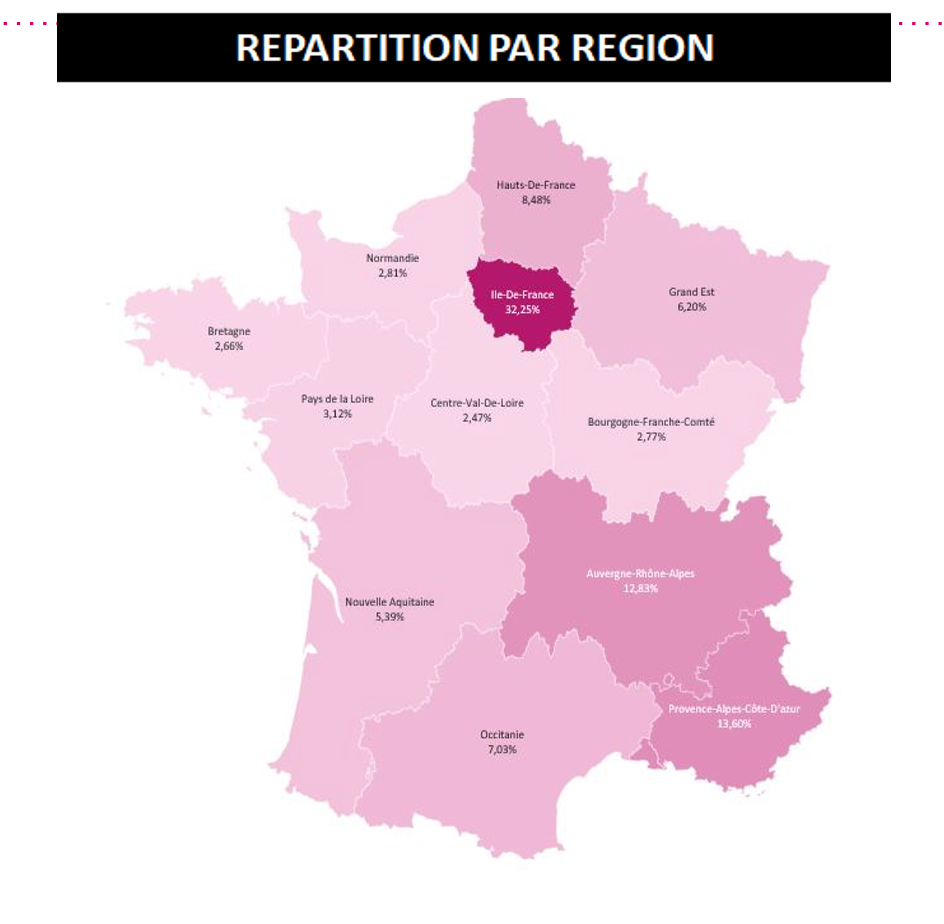 REPARTITION PAR REGION
Hauts-De-France
8,48%
Normandie
2,81%
Ile-De-France
32,25%
Grand Est
6,20%
Bretagne
2,66%
Pays de la Loire
3,12%
Centre-Val-De-Loire
2,47%
Bourgogne-Franche-Comté
2,77%
Auvergne-Rhône-Alpes
12,83%
Nouvelle Aquitaine
5,39%
Provence-Alpes-Côte-D'azur
13,60%
Occitanie
7,03%